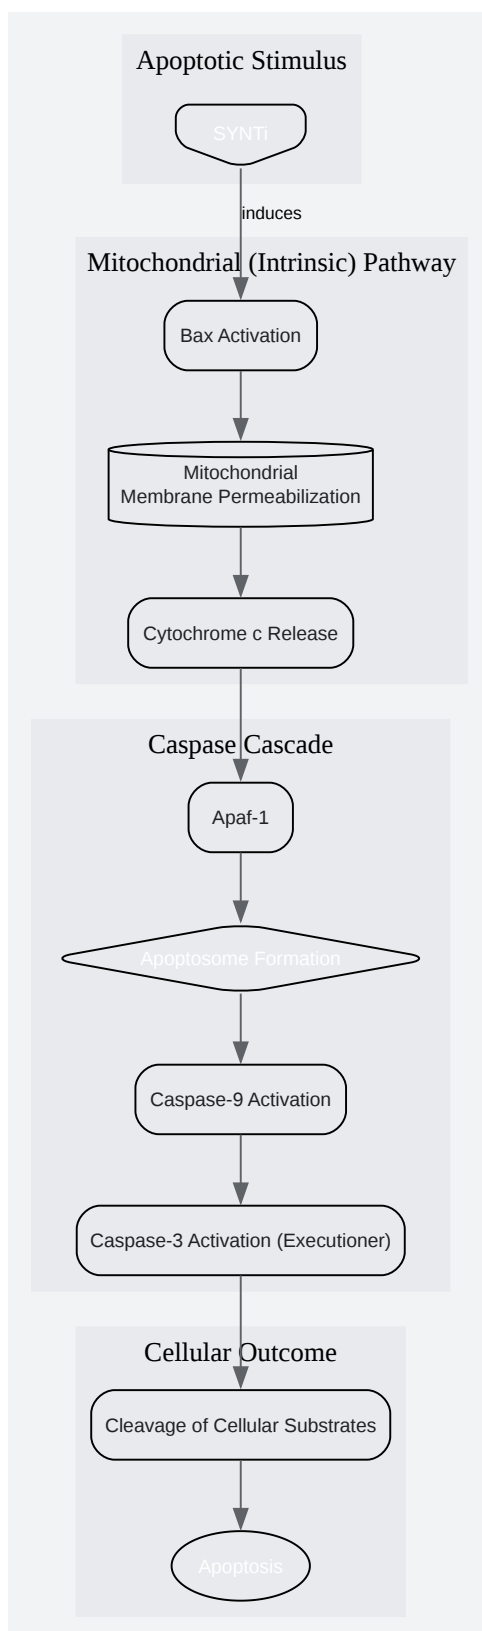 Apoptotic Stimulus
SYNTi
induces
Mitochondrial (Intrinsic) Pathway
Bax Activation
Mitochondrial
Membrane Permeabilization
Cytochrome c Release
Caspase Cascade
Apaf-1
Apoptosome Formation
Caspase-9 Activation
Caspase-3 Activation (Executioner)
Cellular Outcome
Cleavage of Cellular Substrates
Apoptosis